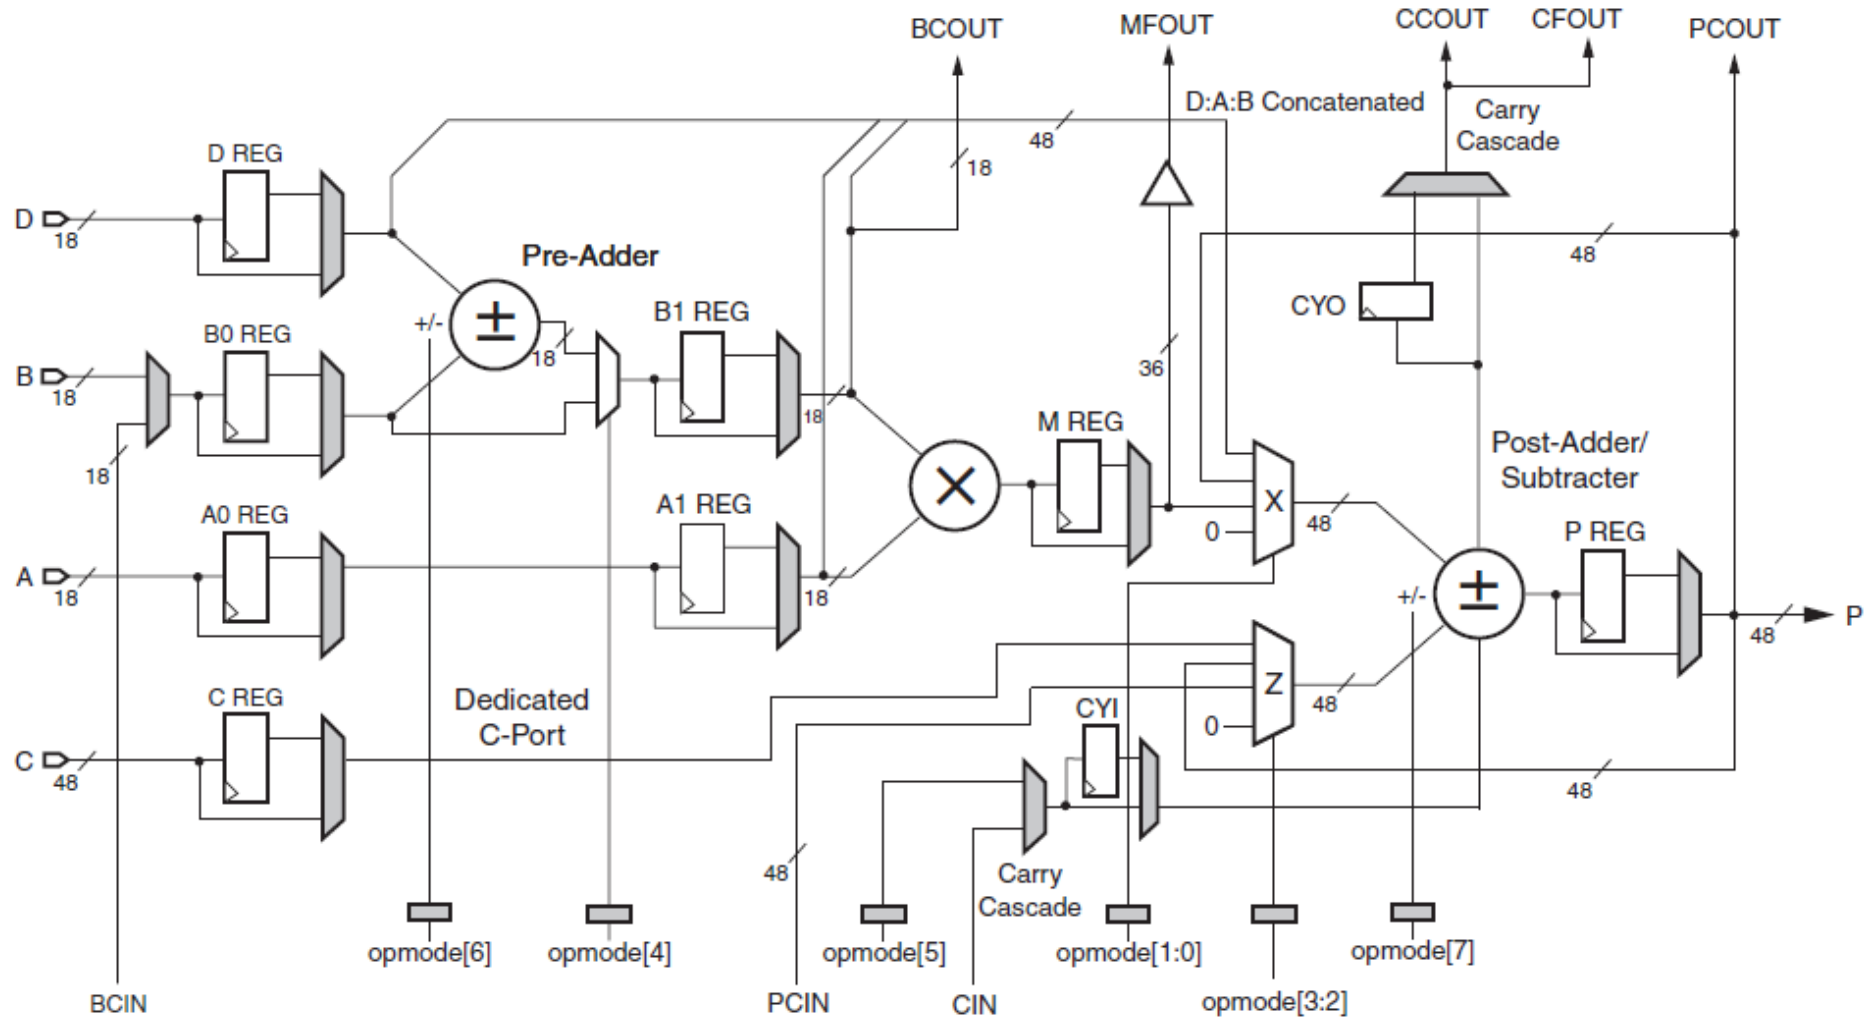 BCOUT
MFOUT
CCOUT
CFOUT
PCOUT
D:A:B Concatenated
Carry
Cascade
48
18
D REG
D
18
Pre-Adder
48
CYO
B0 REG
+/-
±
18
B1 REG
B
18
18
36
18
M REG
Post-Adder/
Subtracter
×
X
48
0
P REG
A0 REG
A1 REG
A
18
18
+/-
±
48
P
C REG
Dedicated
C-Port
Z
48
0
CYI
C
48
48
48
Carry
Cascade
opmode[6]
opmode[4]
opmode[5]
opmode[1:0]
opmode[7]
BCIN
PCIN
CIN
opmode[3:2]